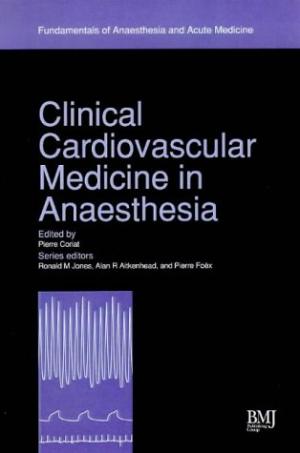 Fundamentals of Anaesthesia and Acute Medicine
Clinical
Cardiovascular
Medicine in
Anaesthesia
Edited by
Pierre Coriat
Series editors
Ronald M Jones, Alan R Aitkenhead, and Pierre Foëx
BMJ
Publishing
Group